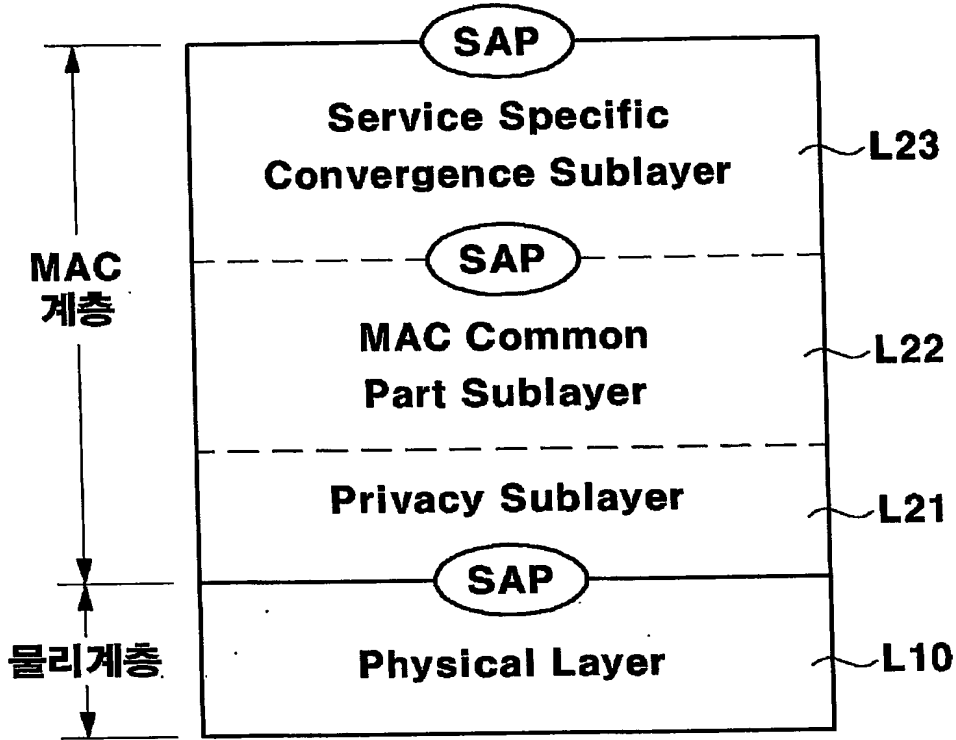 SAP
Service Specific
Convergence Sublayer
L23
SAP
MAC
계층
MAC Common
Part Sublayer
L22
Privacy Sublayer
L21
SAP
물리계층
Physical Layer
L10